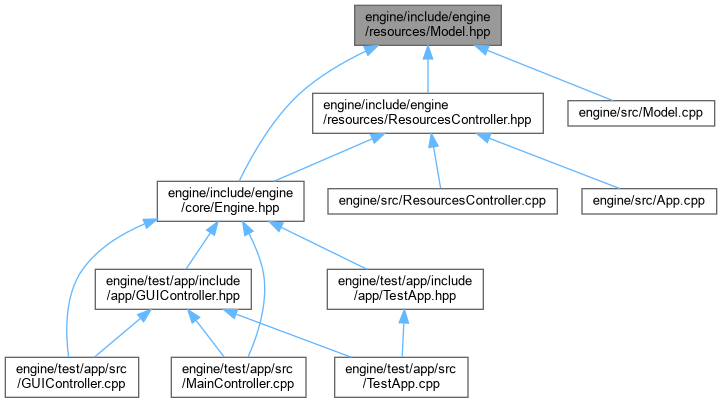 engine/include/engine
/resources/Model.hpp
engine/include/engine
/resources/ResourcesController.hpp
engine/src/Model.cpp
engine/include/engine
/core/Engine.hpp
engine/src/ResourcesController.cpp
engine/src/App.cpp
engine/test/app/include
/app/GUIController.hpp
engine/test/app/include
/app/TestApp.hpp
engine/test/app/src
/GUIController.cpp
engine/test/app/src
/MainController.cpp
engine/test/app/src
/TestApp.cpp